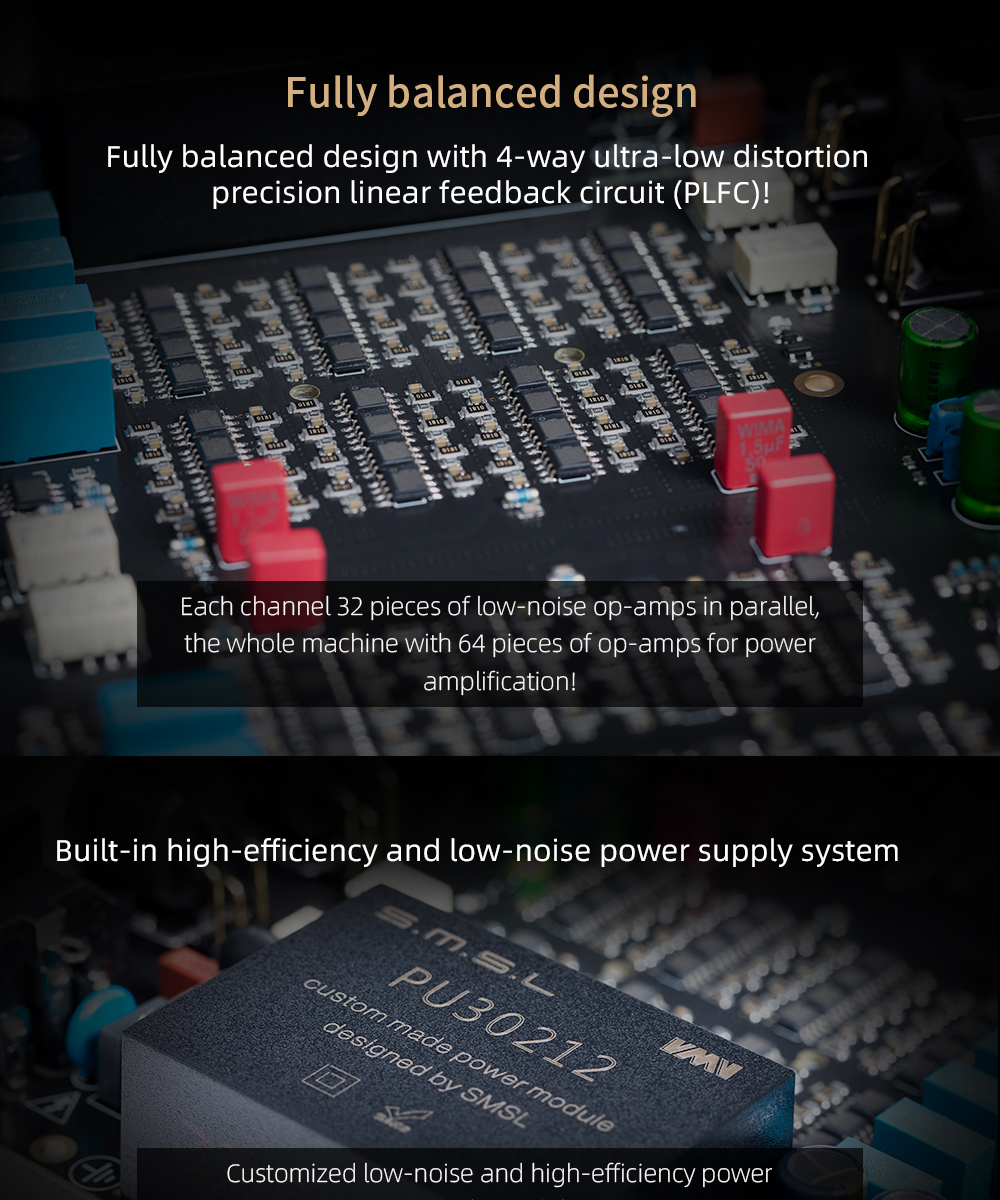 Fully balanced design
Fully balanced design with 4-way ultra-low distortion
precision linear feedback circuit (PLFC)!
WIMA
1.5µF
Each channel 32 pieces of low-noise op-amps in parallel,
the whole machine with 64 pieces of op-amps for power
amplification!
Built-in high-efficiency and low-noise power supply system
S.M.S.L
PU30212
custom made power module
designed by SMSL
Customized low-noise and high-efficiency power